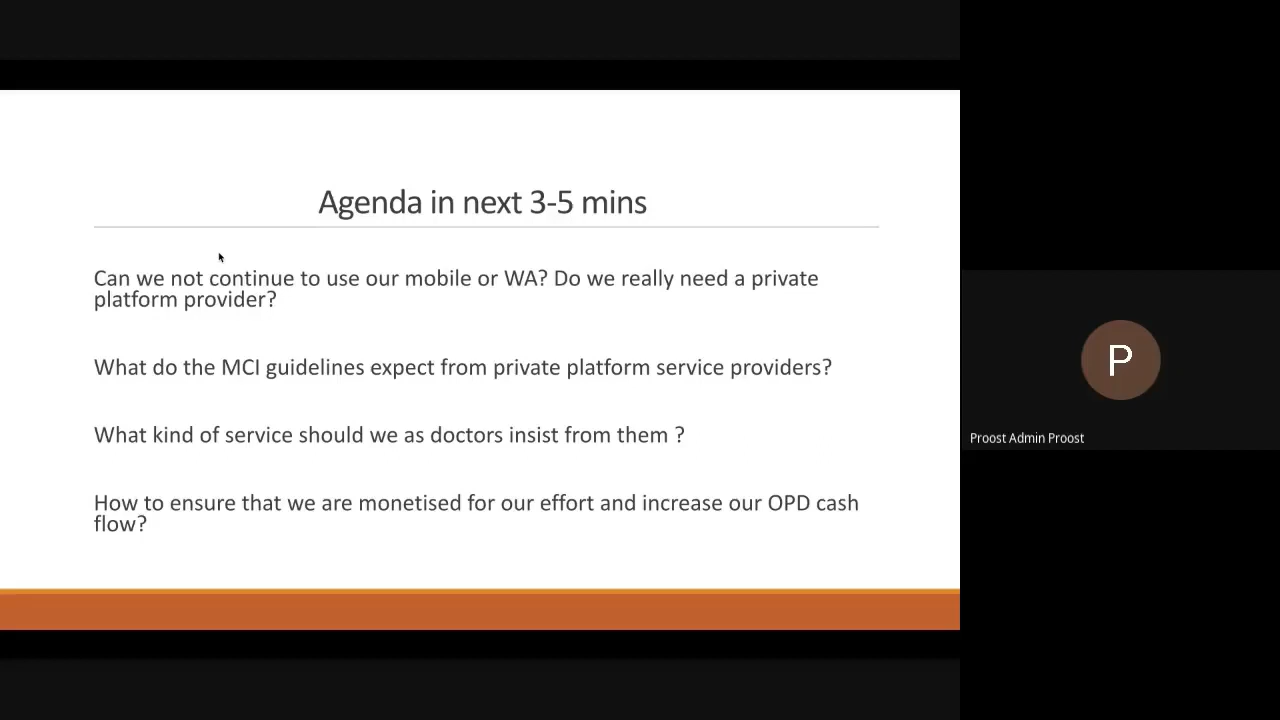 Agenda in next 3-5 mins
Can we not continue to use our mobile or WA? Do we really need a private
platform provider?
What do the MCI guidelines expect from private platform service providers?
What kind of service should we as doctors insist from them ?
How to ensure that we are monetised for our effort and increase our OPD cash
flow?
P
Proost Admin Proost